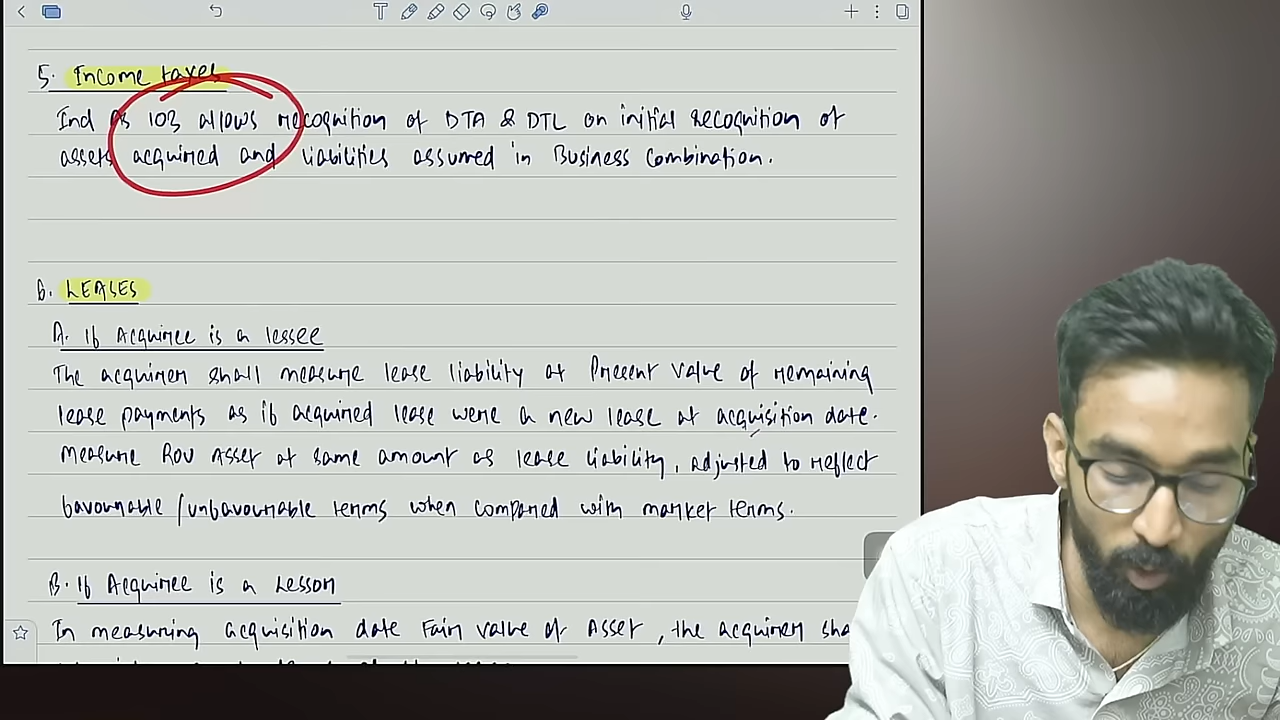 5. Income taxes
Ind As 103 allows recognition of DTA & DTL on initial recognition of
assets acquired and liabilities assumed in Business Combination.
6. LEASES
A. If Acquiree is a lessee
The acquirer shall measure lease liability at Present value of remaining
lease payments as if acquired lease were a new lease at acquisition date.
Measure ROU Asset at same amount as lease liability, adjusted to reflect
favourable/unfavourable terms when compared with market terms.
B. If Acquiree is a Lessor
In measuring acquisition date Fair value of Asset, the acquirer sha